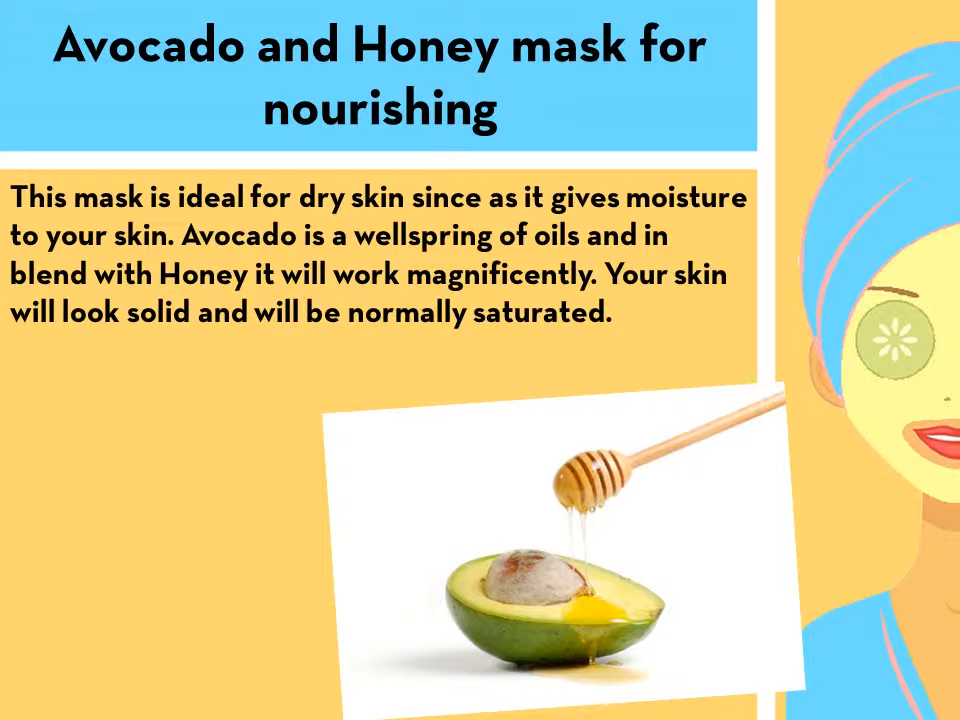 Avocado and Honey mask for
nourishing
This mask is ideal for dry skin since as it gives moisture
to your skin. Avocado is a wellspring of oils and in
blend with Honey it will work magnificently. Your skin
will look solid and will be normally saturated.